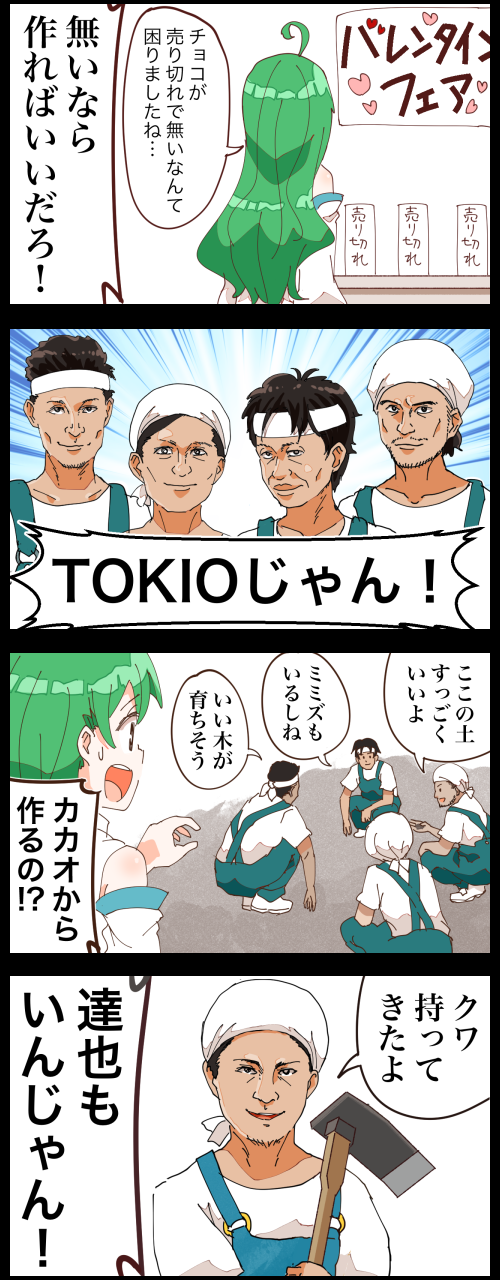 バレンタイン
フェア
売り切れ
売り切れ
売り切れ
チョコが
売り切れで無いなんて
困りましたね…
無いなら
作ればいいだろ！
TOKIOじゃん！
ここの土
すっごく
いいよ
ミミズも
いるしね
いい木が
育ちそう
カカオから
作るの!?
クワ
持って
きたよ
達也も
いんじゃん！